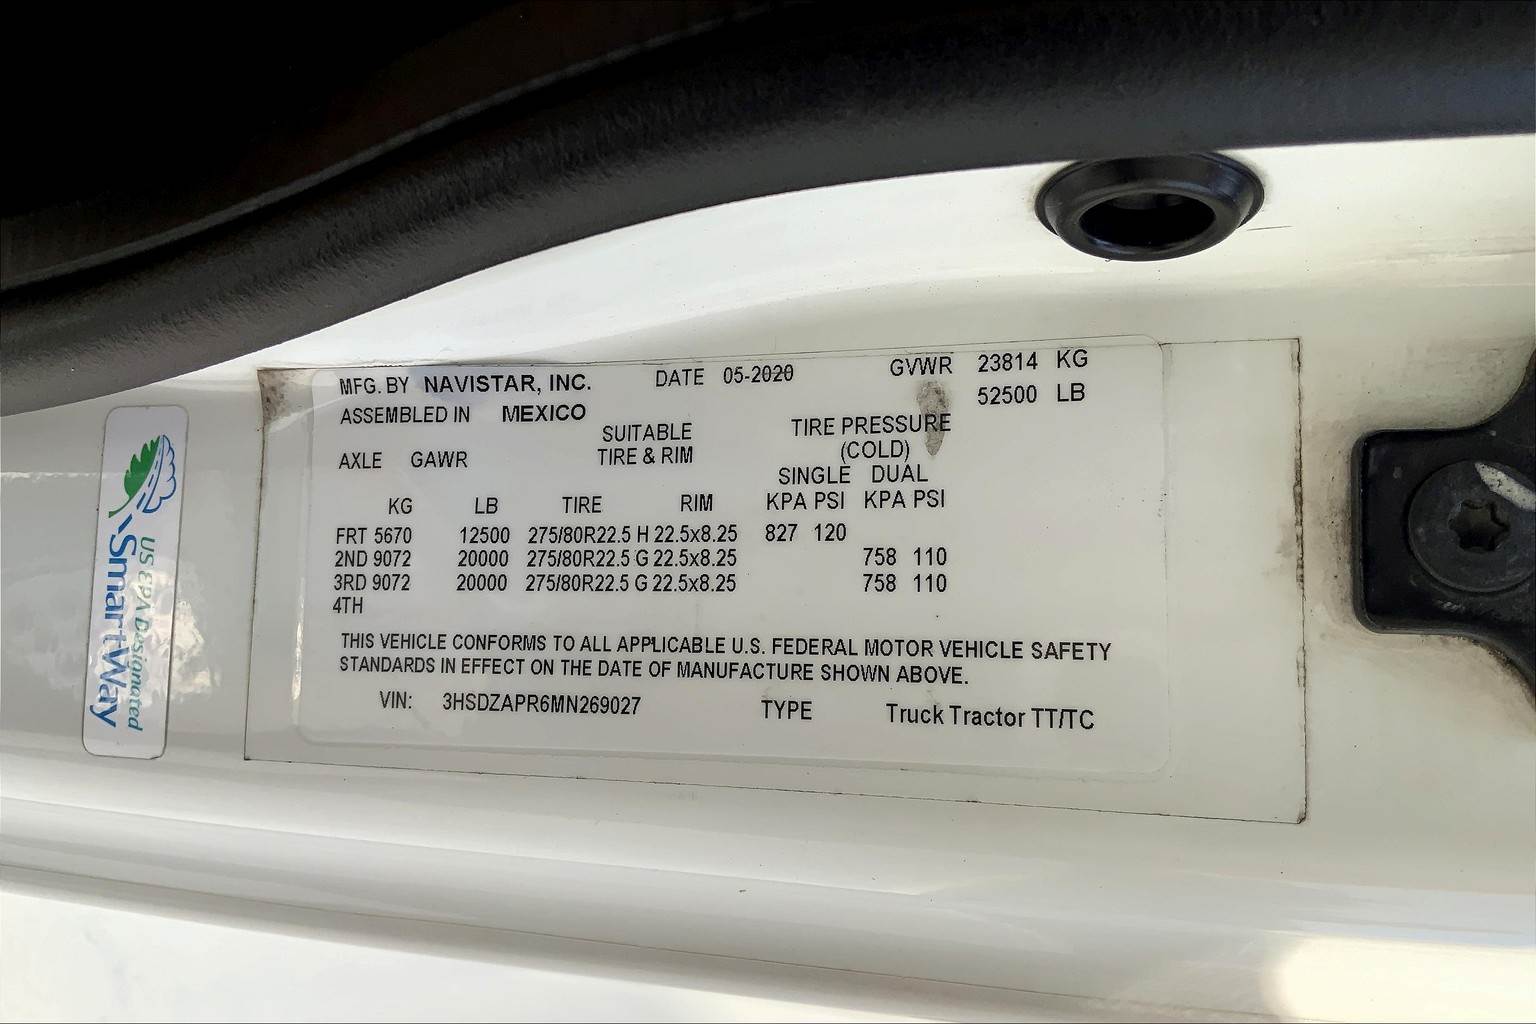 MFG. BY NAVISTAR, INC. DATE 05-2020 GVWR 23814 KG
52500 LB
ASSEMBLED IN MEXICO
SUITABLE TIRE PRESSURE
AXLE GAWR TIRE & RIM (COLD)
SINGLE DUAL
KG LB TIRE RIM KPA PSI KPA PSI
FRT 5670 12500 275/80R22.5 H 22.5x8.25 827 120
2ND 9072 20000 275/80R22.5 G 22.5x8.25 758 110
3RD 9072 20000 275/80R22.5 G 22.5x8.25 758 110
4TH
THIS VEHICLE CONFORMS TO ALL APPLICABLE U.S. FEDERAL MOTOR VEHICLE SAFETY
STANDARDS IN EFFECT ON THE DATE OF MANUFACTURE SHOWN ABOVE.
VIN: 3HSDZAPR6MN269027 TYPE Truck Tractor TT/TC
US EPA Designated
SmartWay